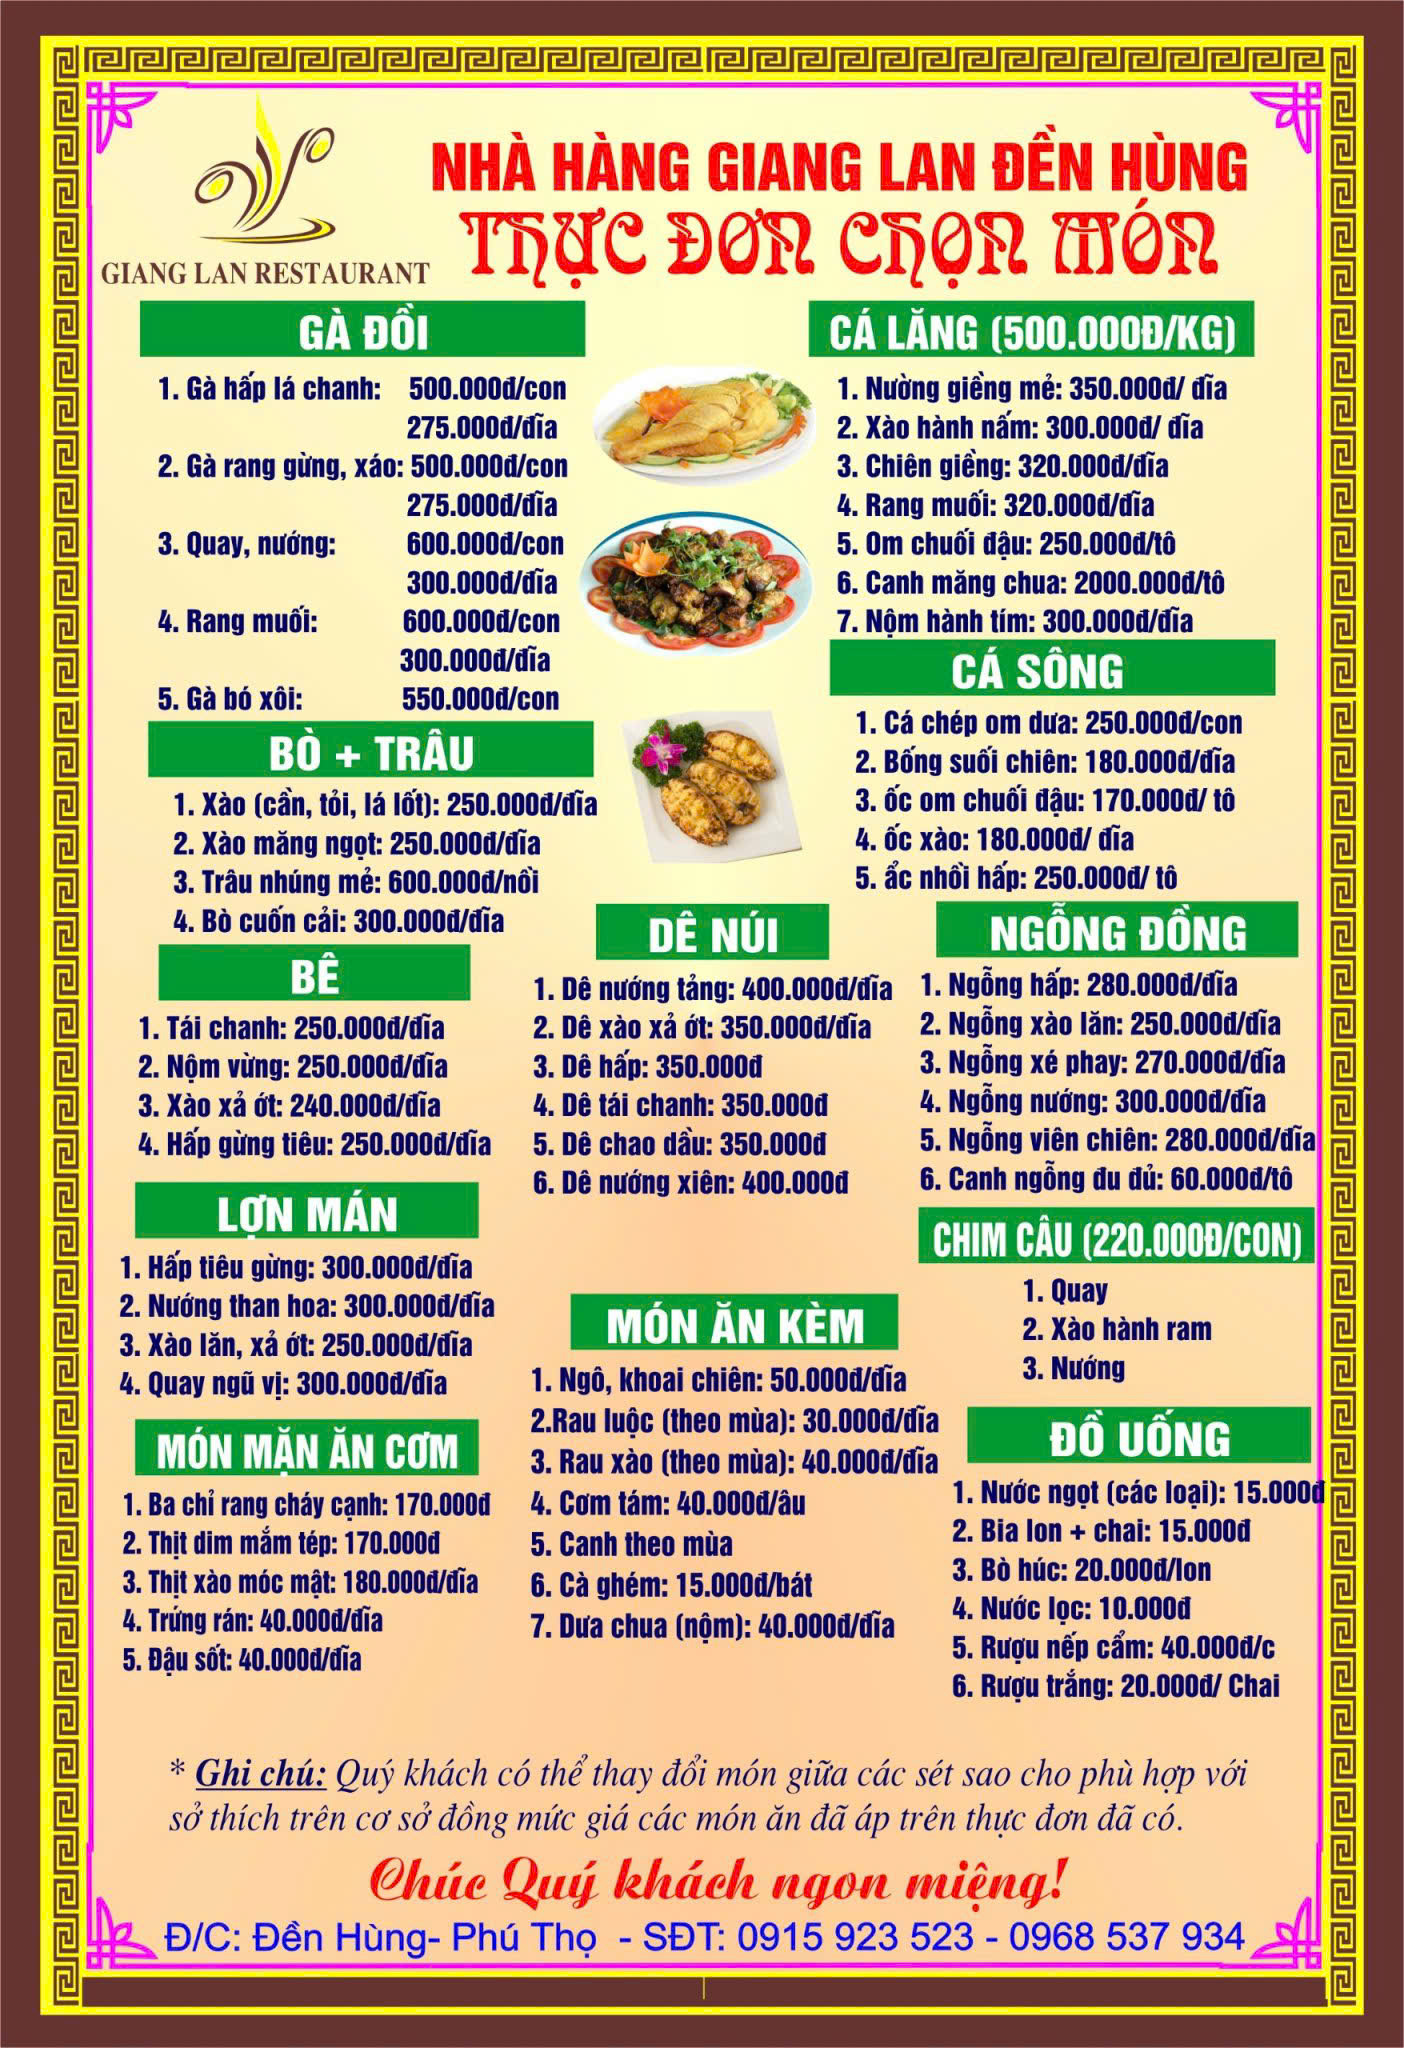 NHÀ HÀNG GIANG LAN ĐỀN HÙNG
THỰC ĐƠN CHỌN MÓN
GIANG LAN RESTAURANT
GÀ ĐỒI
1. Gà hấp lá chanh: 500.000đ/con
275.000đ/đĩa
2. Gà rang gừng, xáo: 500.000đ/con
275.000đ/đĩa
3. Quay, nướng: 600.000đ/con
300.000đ/đĩa
4. Rang muối: 600.000đ/con
300.000đ/đĩa
5. Gà bó xôi: 550.000đ/con
BÒ + TRÂU
1. Xào (cần, tỏi, lá lốt): 250.000đ/đĩa
2. Xào măng ngọt: 250.000đ/đĩa
3. Trâu nhúng mẻ: 600.000đ/nồi
4. Bò cuốn cải: 300.000đ/đĩa
BÊ
1. Tái chanh: 250.000đ/đĩa
2. Nộm vừng: 250.000đ/đĩa
3. Xào xả ớt: 240.000đ/đĩa
4. Hấp gừng tiêu: 250.000đ/đĩa
LỢN MÁN
1. Hấp tiêu gừng: 300.000đ/đĩa
2. Nướng than hoa: 300.000đ/đĩa
3. Xào lăn, xả ớt: 250.000đ/đĩa
4. Quay ngũ vị: 300.000đ/đĩa
MÓN MẶN ĂN CƠM
1. Ba chỉ rang cháy cạnh: 170.000đ
2. Thịt dim mắm tép: 170.000đ
3. Thịt xào móc mật: 180.000đ/đĩa
4. Trứng rán: 40.000đ/đĩa
5. Đậu sốt: 40.000đ/đĩa
DÊ NÚI
1. Dê nướng tảng: 400.000đ/đĩa
2. Dê xào xả ớt: 350.000đ/đĩa
3. Dê hấp: 350.000đ
4. Dê tái chanh: 350.000đ
5. Dê chao dầu: 350.000đ
6. Dê nướng xiên: 400.000đ
MÓN ĂN KÈM
1. Ngô, khoai chiên: 50.000đ/đĩa
2.Rau luộc (theo mùa): 30.000đ/đĩa
3. Rau xào (theo mùa): 40.000đ/đĩa
4. Cơm tám: 40.000đ/âu
5. Canh theo mùa
6. Cà ghém: 15.000đ/bát
7. Dưa chua (nộm): 40.000đ/đĩa
CÁ LĂNG (500.000Đ/KG)
1. Nường giềng mẻ: 350.000đ/ đĩa
2. Xào hành nấm: 300.000đ/ đĩa
3. Chiên giềng: 320.000đ/đĩa
4. Rang muối: 320.000đ/đĩa
5. Om chuối đậu: 250.000đ/tô
6. Canh măng chua: 2000.000đ/tô
7. Nộm hành tím: 300.000đ/đĩa
CÁ SÔNG
1. Cá chép om dưa: 250.000đ/con
2. Bống suối chiên: 180.000đ/đĩa
3. ốc om chuối đậu: 170.000đ/ tô
4. ốc xào: 180.000đ/ đĩa
5. ẩc nhồi hấp: 250.000đ/ tô
NGỖNG ĐỒNG
1. Ngỗng hấp: 280.000đ/đĩa
2. Ngỗng xào lăn: 250.000đ/đĩa
3. Ngỗng xé phay: 270.000đ/đĩa
4. Ngỗng nướng: 300.000đ/đĩa
5. Ngỗng viên chiên: 280.000đ/đĩa
6. Canh ngỗng đu đủ: 60.000đ/tô
CHIM CÂU (220.000Đ/CON)
1. Quay
2. Xào hành ram
3. Nướng
ĐỒ UỐNG
1. Nước ngọt (các loại): 15.000đ
2. Bia lon + chai: 15.000đ
3. Bò húc: 20.000đ/lon
4. Nước lọc: 10.000đ
5. Rượu nếp cẩm: 40.000đ/c
6. Rượu trắng: 20.000đ/ Chai
* Ghi chú: Quý khách có thể thay đổi món giữa các sét sao cho phù hợp với
sở thích trên cơ sở đồng mức giá các món ăn đã áp trên thực đơn đã có.
Chúc Quý khách ngon miệng!
Đ/C: Đền Hùng- Phú Thọ - SĐT: 0915 923 523 - 0968 537 934